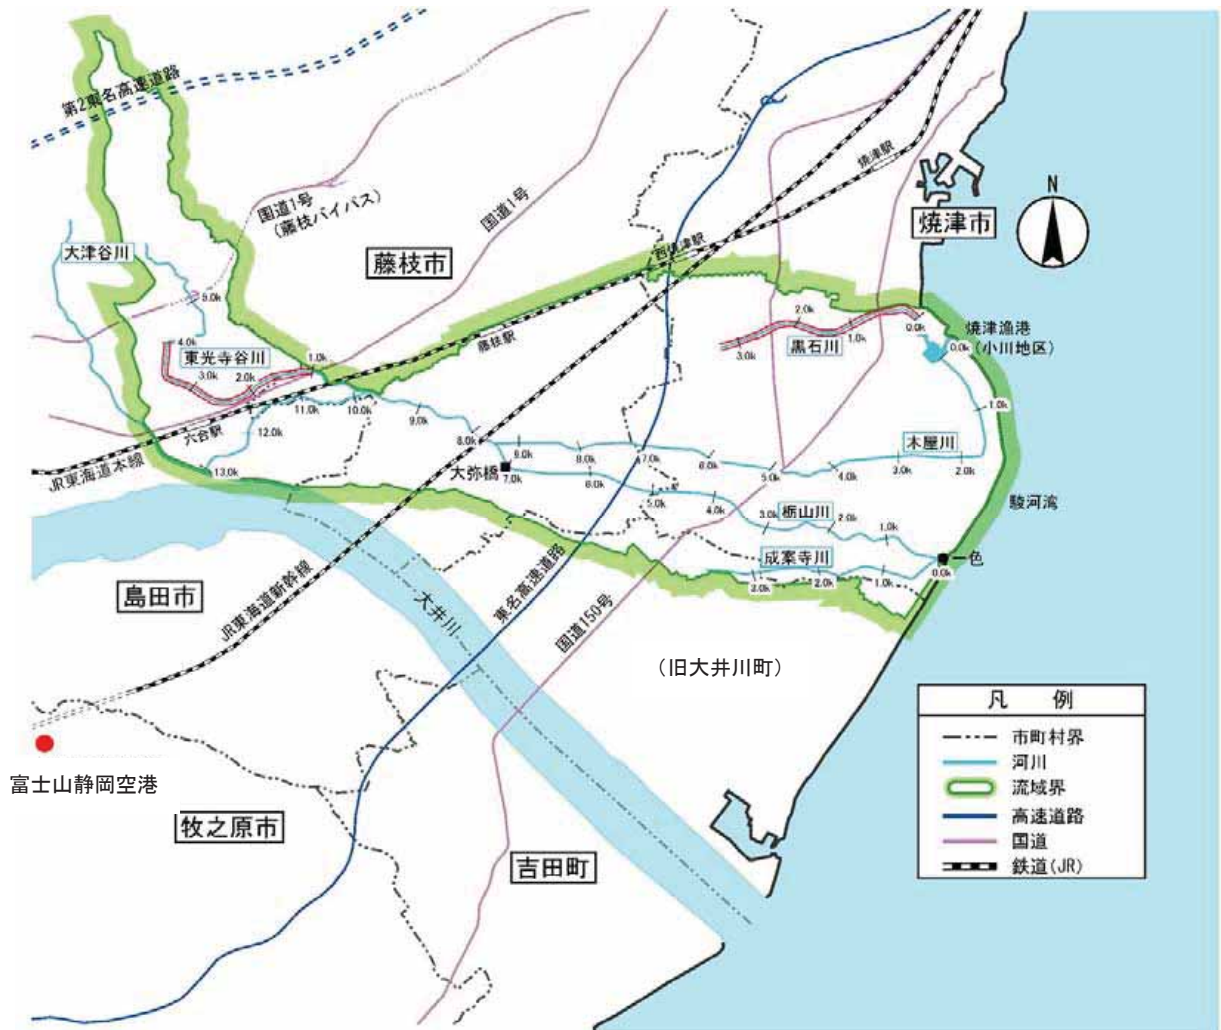 第2東名高速道路
国道1号
(藤枝バイパス)
国道1号
焼津駅
焼津市
N
大津谷川
藤枝市
西焼津駅
5.0k
4.0k
東光寺谷川
3.0k
2.0k
1.0k
藤枝駅
2.0k
1.0k
0.0k
黒石川
3.0k
焼津漁港
(小川地区)
0.0k
1.0k
六合駅
JR東海道本線
13.0k
12.0k
11.0k
10.0k
9.0k
8.0k
大弥橋
7.0k
9.0k
8.0k
7.0k
6.0k
5.0k
4.0k
3.0k
2.0k
木屋川
6.0k
5.0k
4.0k
3.0k
栃山川
2.0k
1.0k
駿河湾
成案寺川
3.0k
2.0k
1.0k
0.0k
一色
島田市
JR東海道新幹線
大井川
東名高速道路
国道150号
(旧大井川町)
富士山静岡空港
牧之原市
吉田町
凡 例
市町村界
河川
流域界
高速道路
国道
鉄道(JR)